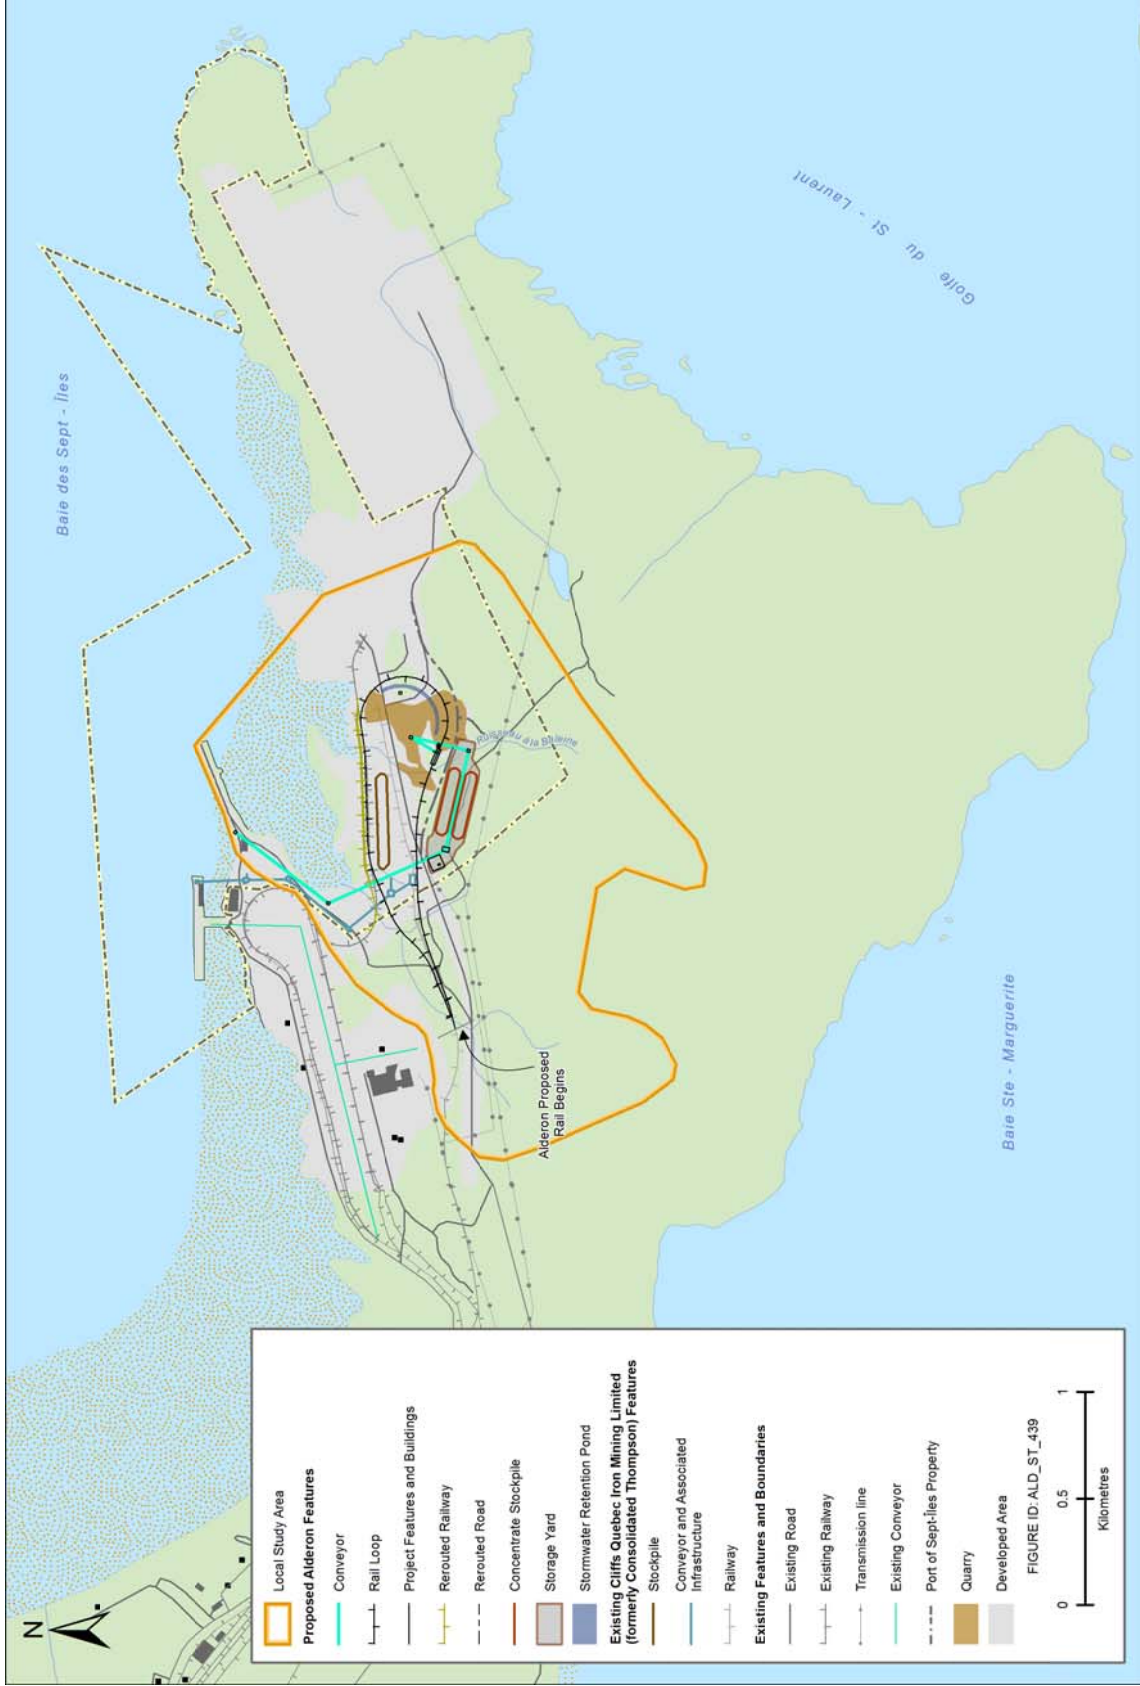 Baie des Sept - Îles
Golfe du St - Laurent
Ruisseau à la Baleine
Alderon Proposed
Rail Begins
Baie Ste - Marguerite
N
Local Study Area
Proposed Alderon Features
Conveyor
Rail Loop
Project Features and Buildings
Rerouted Railway
Rerouted Road
Concentrate Stockpile
Storage Yard
Stormwater Retention Pond
Existing Cliffs Quebec Iron Mining Limited
(formerly Consolidated Thompson) Features
Stockpile
Conveyor and Associated
Infrastructure
Railway
Existing Features and Boundaries
Existing Road
Existing Railway
Transmission line
Existing Conveyor
Port of Sept-Îles Property
Quarry
Developed Area
FIGURE ID: ALD_ST_439
0 0.5 1
Kilometres